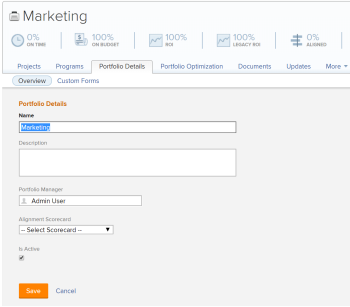 Marketing
0% ON TIME
100% ON BUDGET
100% ROI
100% LEGACY ROI
0% ALIGNED
Projects Programs Portfolio Details Portfolio Optimization Documents Updates More
Overview Custom Forms
Portfolio Details
Name
Marketing
Description
Portfolio Manager
Admin User
Alignment Scorecard
-- Select Scorecard --
Is Active
Save Cancel